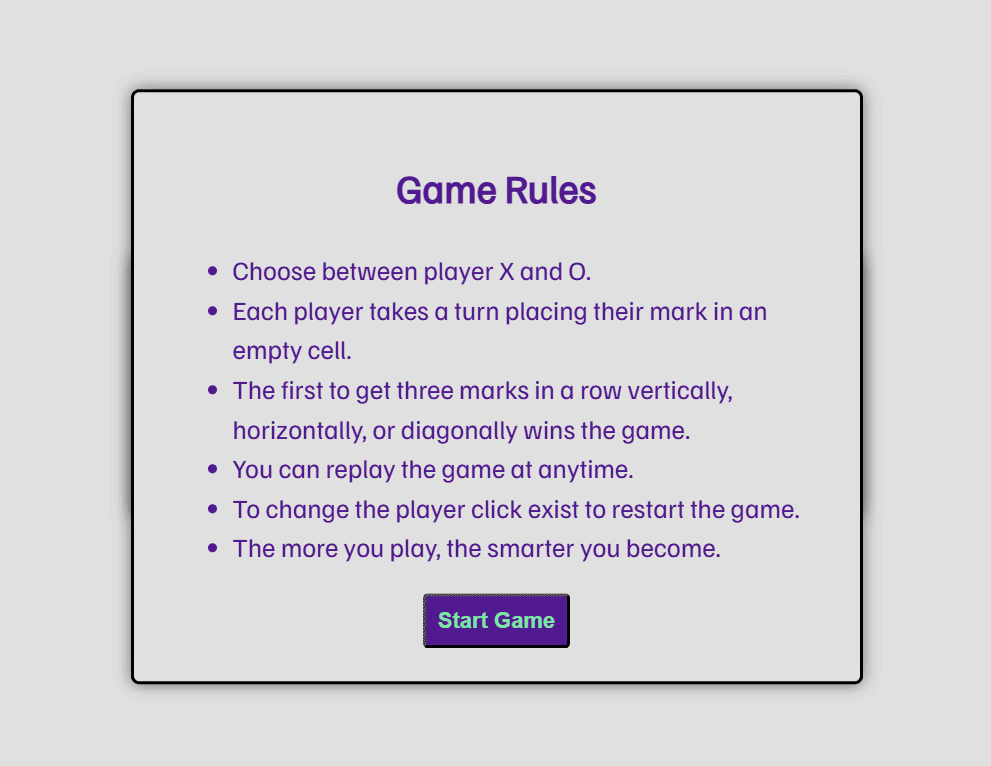 Game Rules
Choose between player X and O.
Each player takes a turn placing their mark in an
empty cell.
The first to get three marks in a row vertically,
horizontally, or diagonally wins the game.
You can replay the game at anytime.
To change the player click exist to restart the game.
The more you play, the smarter you become.
Start Game